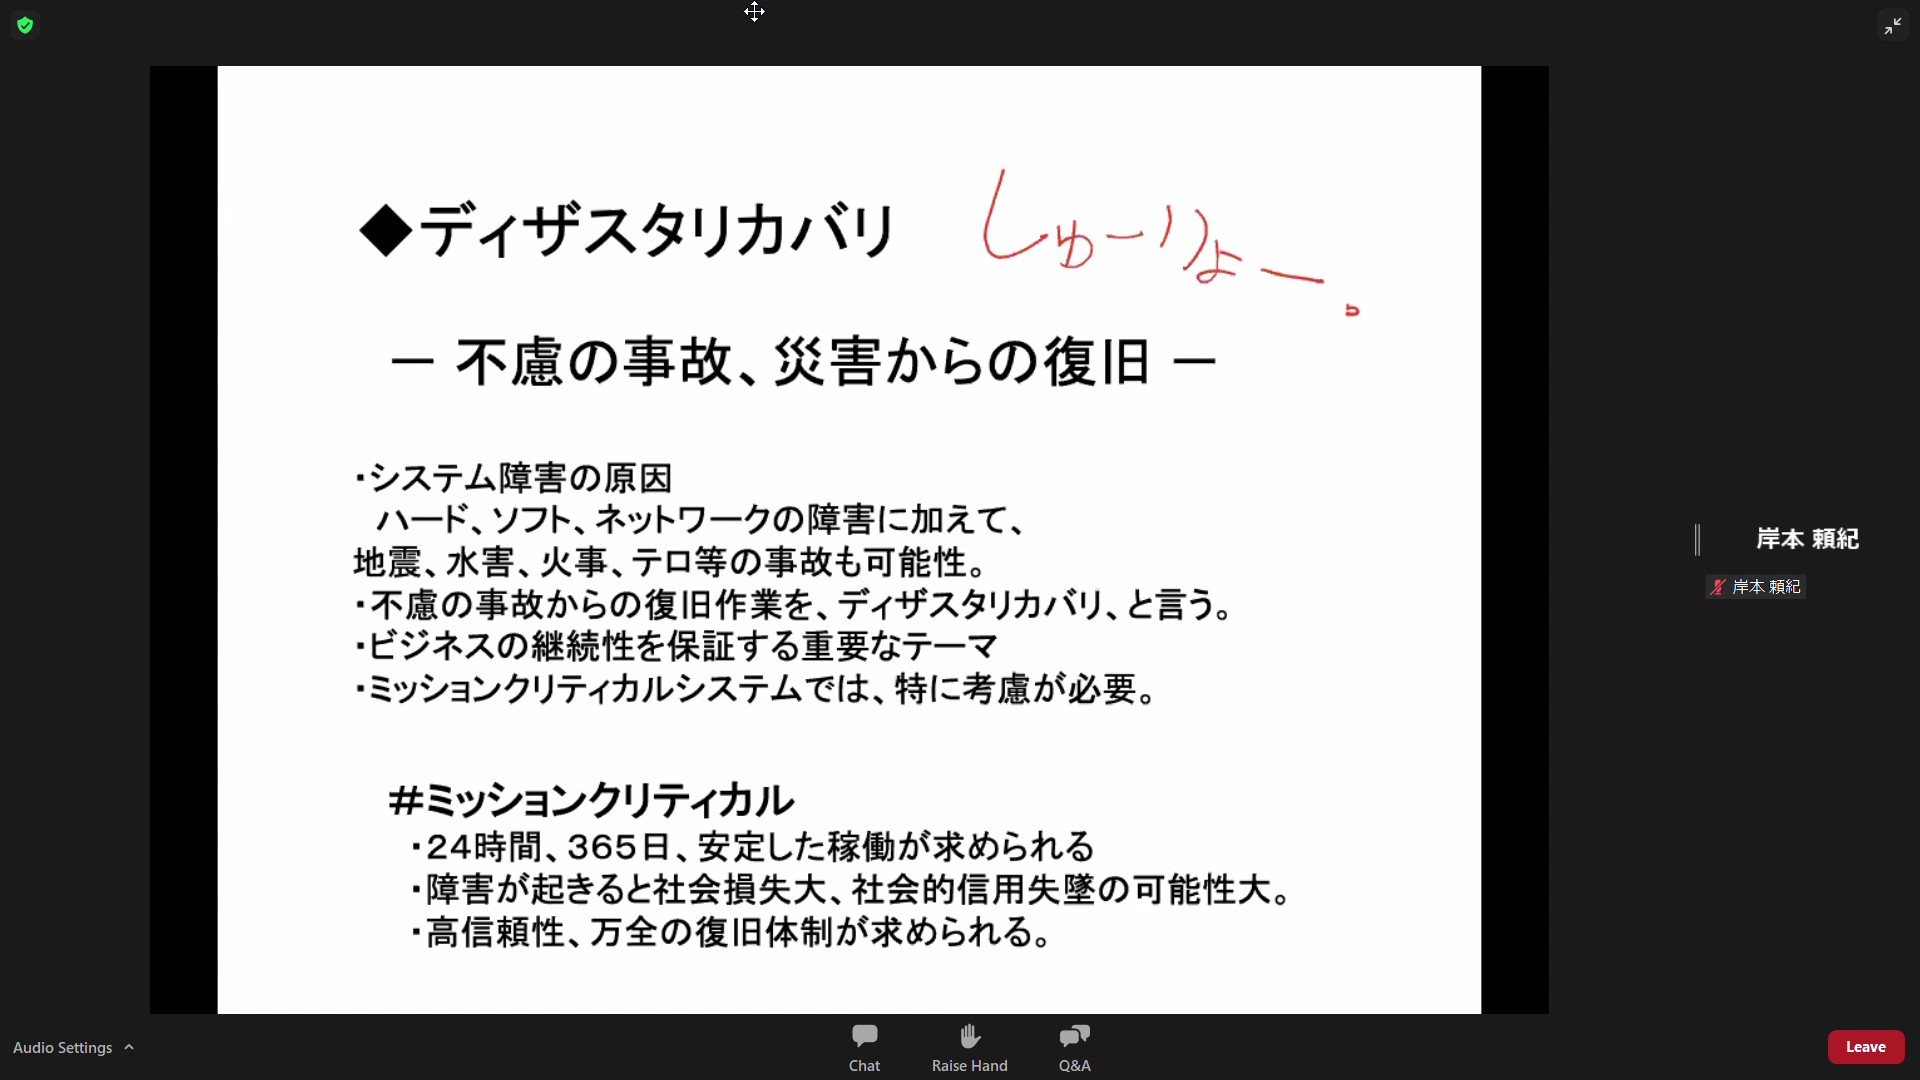 ◆ディザスタリカバリ
しゅーりょー。
― 不慮の事故、災害からの復旧 ―
・システム障害の原因
ハード、ソフト、ネットワークの障害に加えて、
地震、水害、火事、テロ等の事故も可能性。
・不慮の事故からの復旧作業を、ディザスタリカバリ、と言う。
・ビジネスの継続性を保証する重要なテーマ
・ミッションクリティカルシステムでは、特に考慮が必要。
#ミッションクリティカル
・24時間、365日、安定した稼働が求められる
・障害が起きると社会損失大、社会的信用失墜の可能性大。
・高信頼性、万全の復旧体制が求められる。
岸本 頼紀
岸本 頼紀
Audio Settings
Chat
Raise Hand
Q&A
Leave